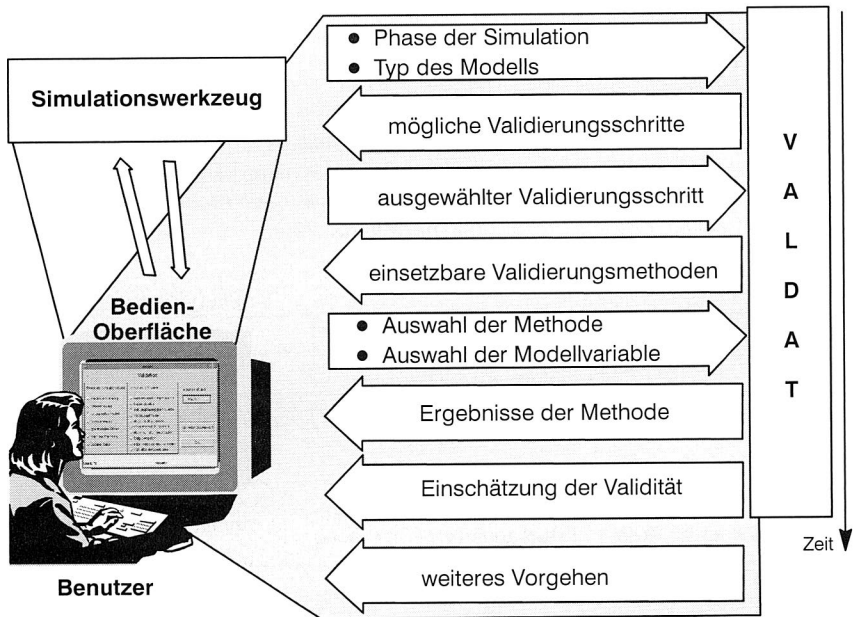 • Phase der Simulation
• Typ des Modells
Simulationswerkzeug
mögliche Validierungsschritte
ausgewählter Validierungsschritt
einsetzbare Validierungsmethoden
Bedien-
Oberfläche
• Auswahl der Methode
• Auswahl der Modellvariable
Ergebnisse der Methode
Einschätzung der Validität
weiteres Vorgehen
Benutzer
V
A
L
D
A
T
Zeit